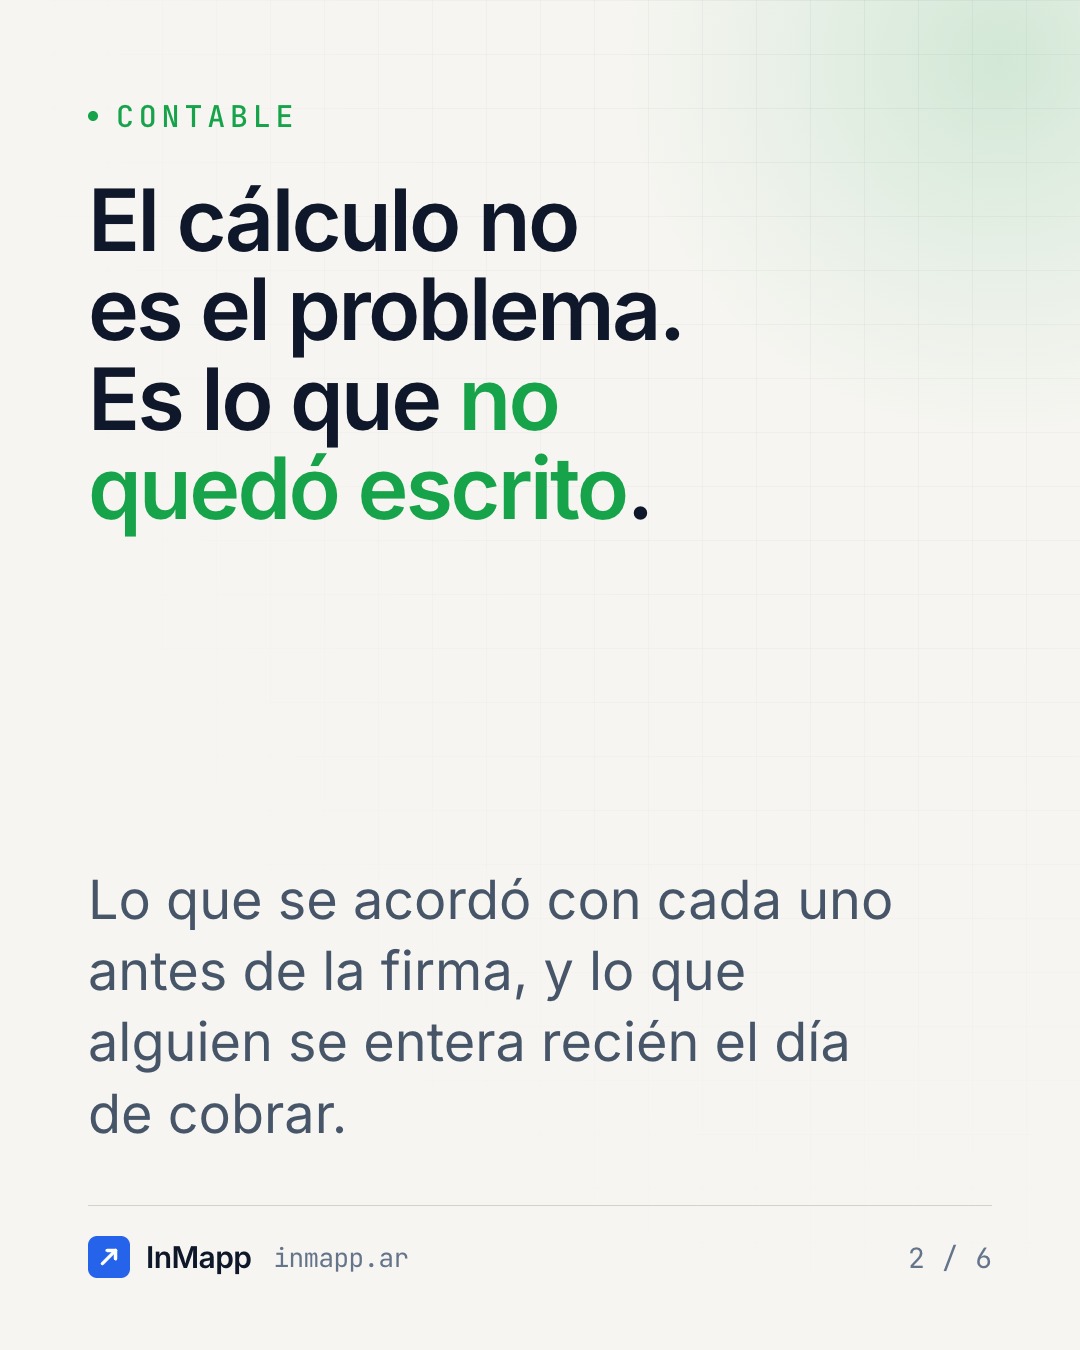 • CONTABLE
El cálculo no
es el problema.
Es lo que no
quedó escrito.
Lo que se acordó con cada uno
antes de la firma, y lo que
alguien se entera recién el día
de cobrar.
InMapp inmapp.ar 2 / 6